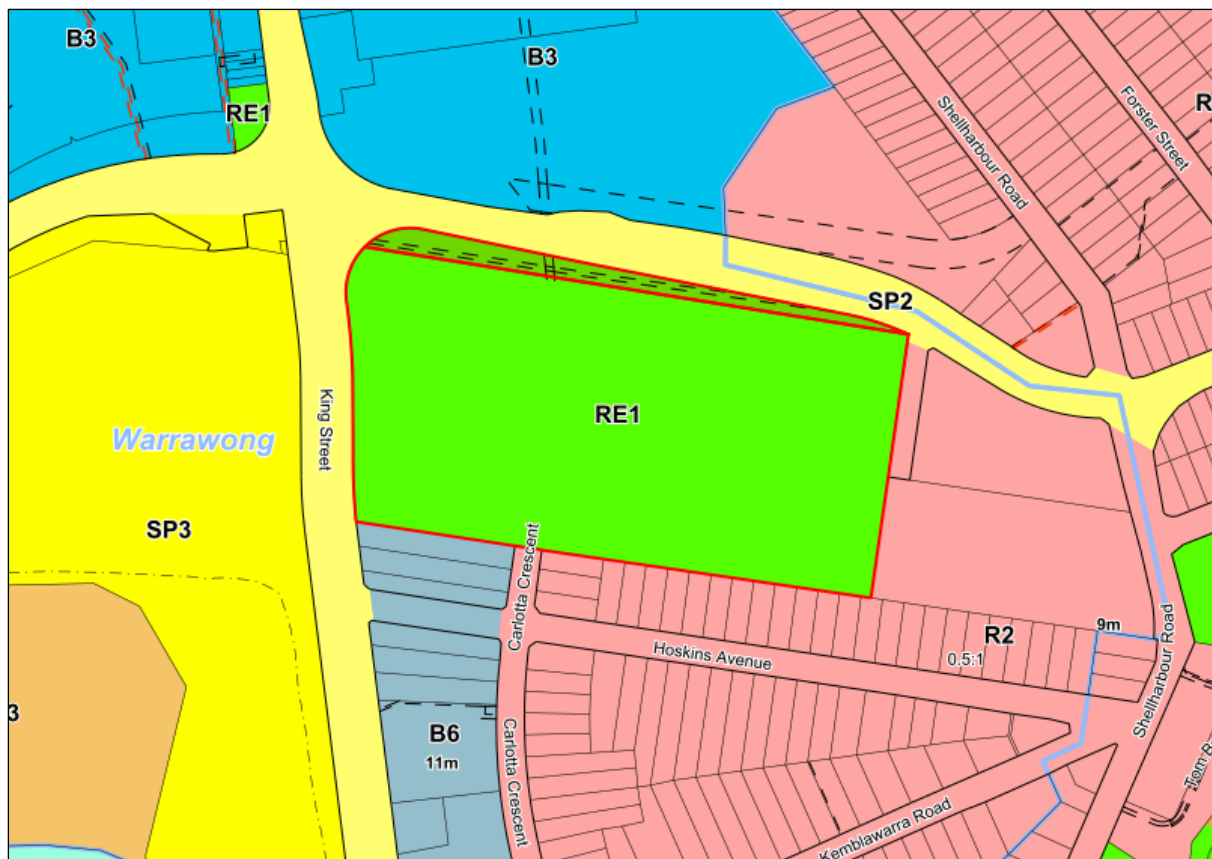 B3
B3
RE1
R
Shellharbour Road
Forster Street
SP2
King Street
RE1
Warrawong
SP3
Carlotta Crescent
Hoskins Avenue
R2
0.5:1
9m
Shellharbour Road
3
B6
11m
Carlotta Crescent
Kemblawarra Road